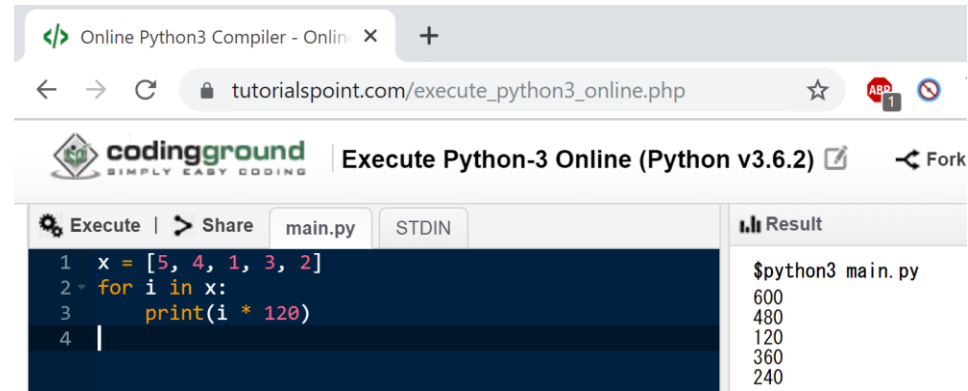 Online Python3 Compiler - Onlin
tutorialspoint.com/execute_python3_online.php
ABP
1
codingground
SIMPLY EASY CODING
Execute Python-3 Online (Python v3.6.2)
Fork
Execute | Share main.py STDIN
Result
1 x = [5, 4, 1, 3, 2]
2 for i in x:
3     print(i * 120)
4
$python3 main.py
600
480
120
360
240